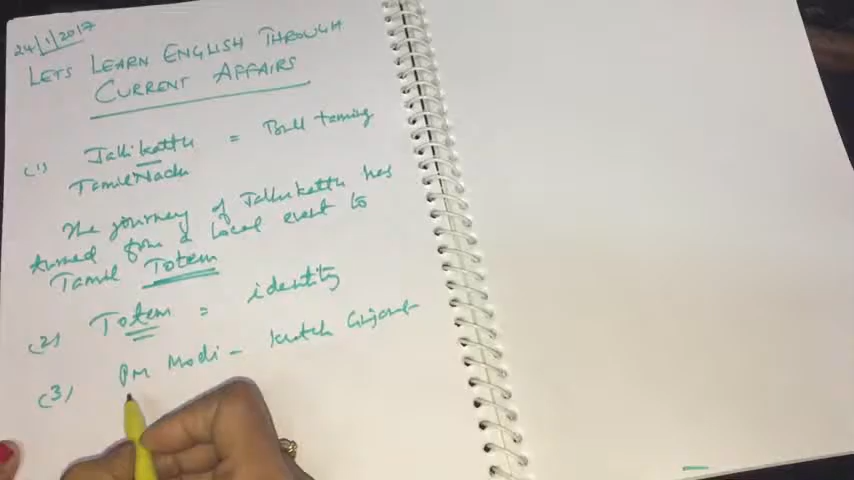 24/1/2017
LETS LEARN ENGLISH THROUGH
CURRENT AFFAIRS
(1) Jallikattu = Bull taming
TamilNadu
The journey of Jallikattu has
turned from a local event to
Tamil Totem
(2) Totem = identity
(3) PM Modi - Kutch Gujarat